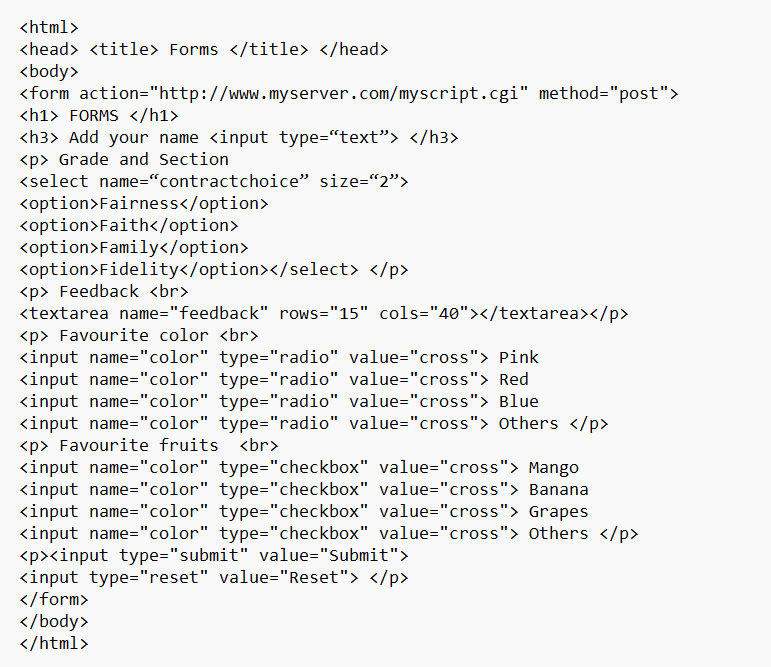 <html>
<head> <title> Forms </title> </head>
<body>
<form action="http://www.myserver.com/myscript.cgi" method="post">
<h1> FORMS </h1>
<h3> Add your name <input type=“text”> </h3>
<p> Grade and Section
<select name=“contractchoice” size=“2”>
<option>Fairness</option>
<option>Faith</option>
<option>Family</option>
<option>Fidelity</option></select> </p>
<p> Feedback <br>
<textarea name="feedback" rows="15" cols="40"></textarea></p>
<p> Favourite color <br>
<input name="color" type="radio" value="cross"> Pink
<input name="color" type="radio" value="cross"> Red
<input name="color" type="radio" value="cross"> Blue
<input name="color" type="radio" value="cross"> Others </p>
<p> Favourite fruits  <br>
<input name="color" type="checkbox" value="cross"> Mango
<input name="color" type="checkbox" value="cross"> Banana
<input name="color" type="checkbox" value="cross"> Grapes
<input name="color" type="checkbox" value="cross"> Others </p>
<p><input type="submit" value="Submit">
<input type="reset" value="Reset"> </p>
</form>
</body>
</html>